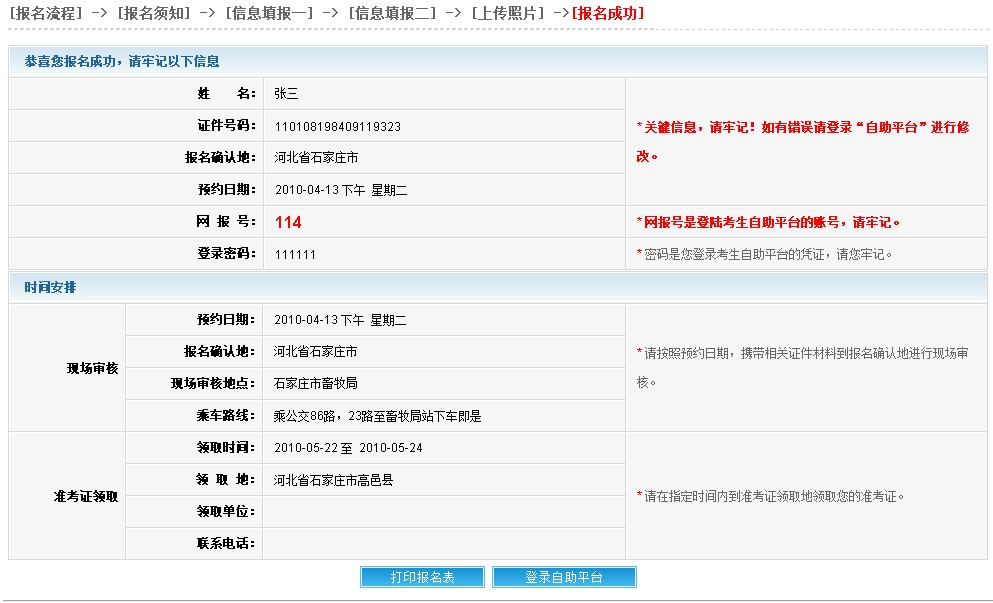 [报名流程] -> [报名须知] -> [信息填报一] -> [信息填报二] -> [上传照片] ->[报名成功]
恭喜您报名成功，请牢记以下信息
姓 名： 张三
证件号码： 110108198409119323
*关键信息，请牢记！如有错误请登录“自助平台”进行修
改。
报名确认地： 河北省石家庄市
预约日期： 2010-04-13 下午 星期二
网 报 号： 114 *网报号是登陆考生自助平台的账号，请牢记。
登录密码： 111111 *密码是您登录考生自助平台的凭证，请您牢记。
时间安排
现场审核
预约日期： 2010-04-13 下午 星期二
报名确认地： 河北省石家庄市
*请按照预约日期，携带相关证件材料到报名确认地进行现场审
核。
现场审核地点： 石家庄市畜牧局
乘车路线： 乘公交86路，23路至畜牧局站下车即是
准考证领取
领取时间： 2010-05-22 至 2010-05-24
领 取 地： 河北省石家庄市高邑县
*请在指定时间内到准考证领取地领取您的准考证。
领取单位：
联系电话：
打印报名表 登录自助平台